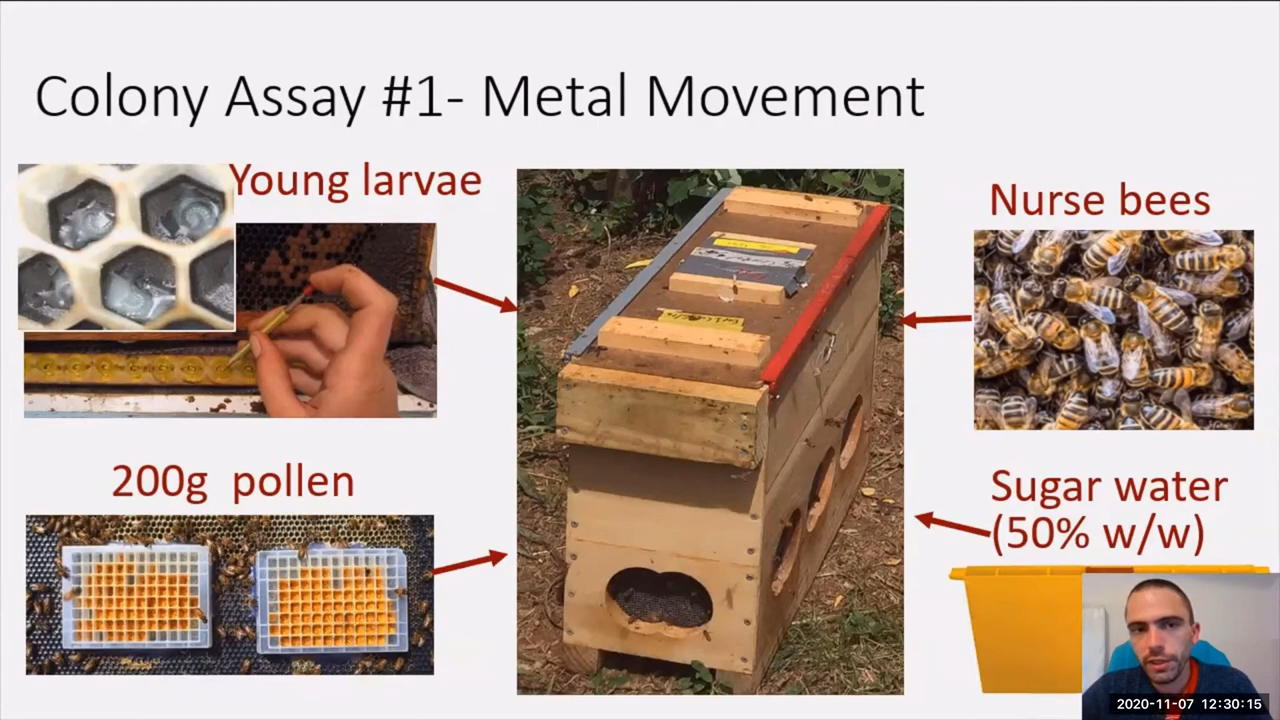 Colony Assay #1- Metal Movement
Young larvae
Nurse bees
200g pollen
Sugar water
(50% w/w)
2020-11-07 12:30:15